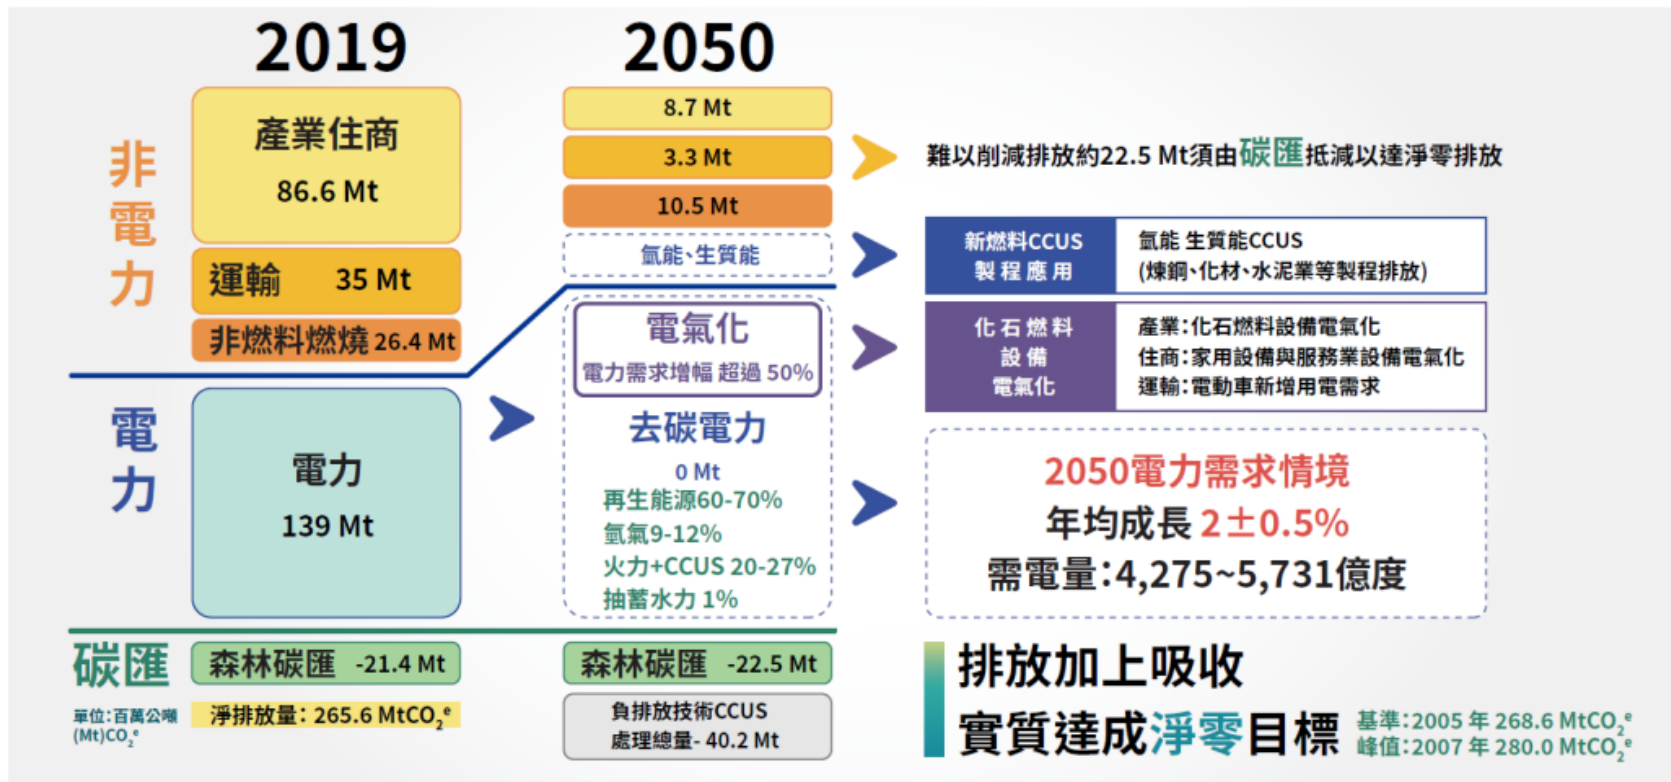 2019
2050
非電力
產業住商
86.6 Mt
運輸 35 Mt
非燃料燃燒 26.4 Mt
8.7 Mt
3.3 Mt
10.5 Mt
氫能、生質能
難以削減排放約22.5 Mt須由碳匯抵減以達淨零排放
新燃料CCUS
製程應用
氫能 生質能CCUS
(煉鋼、化材、水泥業等製程排放)
電力
電力
139 Mt
電氣化
電力需求增幅 超過 50%
去碳電力
0 Mt
再生能源60-70%
氫氣9-12%
火力+CCUS 20-27%
抽蓄水力 1%
化石燃料
設備
電氣化
產業：化石燃料設備電氣化
住商：家用設備與服務業設備電氣化
運輸：電動車新增用電需求
2050電力需求情境
年均成長 2±0.5%
需電量：4,275~5,731億度
碳匯
單位：百萬公噸
(Mt)CO₂ᵉ
森林碳匯 -21.4 Mt
淨排放量： 265.6 MtCO₂ᵉ
森林碳匯 -22.5 Mt
負排放技術CCUS
處理總量- 40.2 Mt
排放加上吸收
實質達成淨零目標
基準：2005 年 268.6 MtCO₂ᵉ
峰值：2007 年 280.0 MtCO₂ᵉ